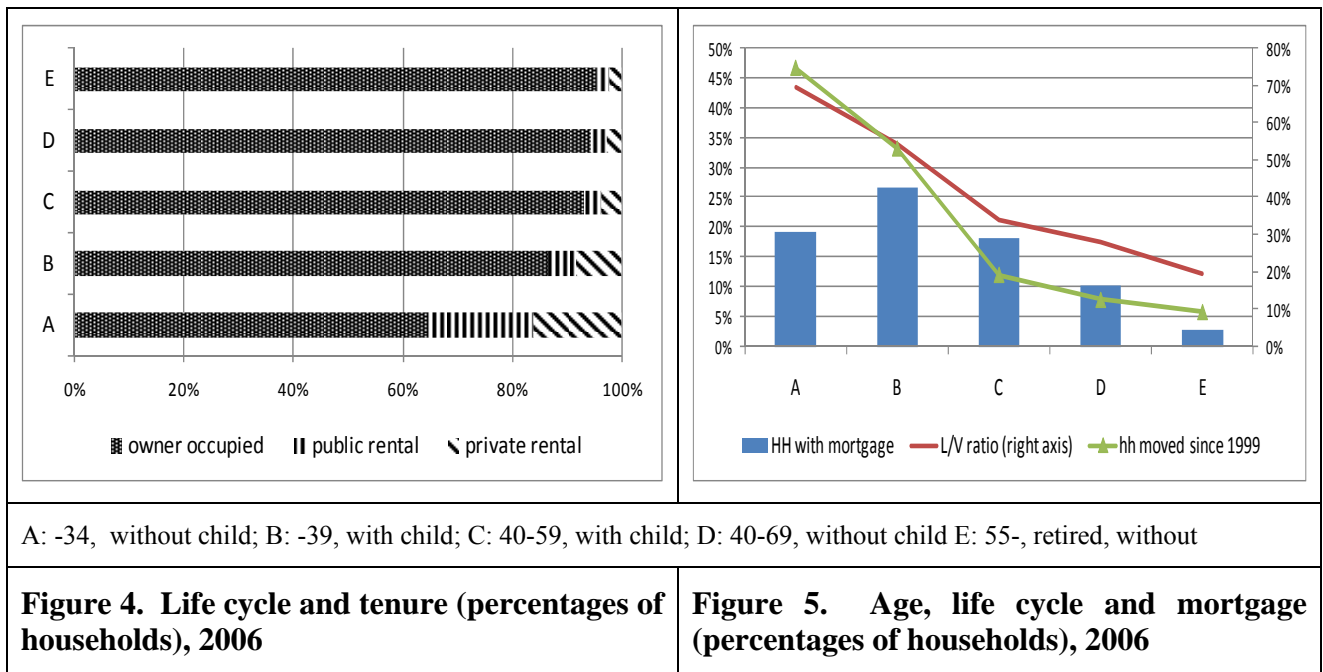 E
D
C
B
A
0% 20% 40% 60% 80% 100%
owner occupied public rental private rental
50% 80%
45% 70%
40% 60%
35% 50%
30% 40%
25% 30%
20% 20%
15% 10%
10% 0%
5%
0%
A B C D E
HH with mortgage L/V ratio (right axis) hh moved since 1999
A: -34, without child; B: -39, with child; C: 40-59, with child; D: 40-69, without child E: 55-, retired, without
Figure 4. Life cycle and tenure (percentages of
households), 2006
Figure 5. Age, life cycle and mortgage
(percentages of households), 2006